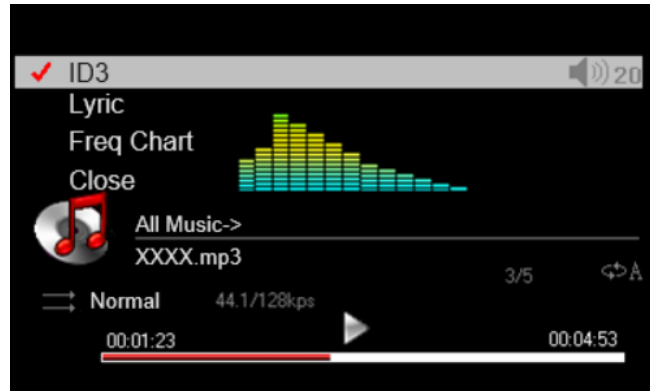 ID3 20
Lyric
Freq Chart
Close
All Music->
XXXX.mp3
3/5 A
Normal 44.1/128kps
00:01:23 00:04:53